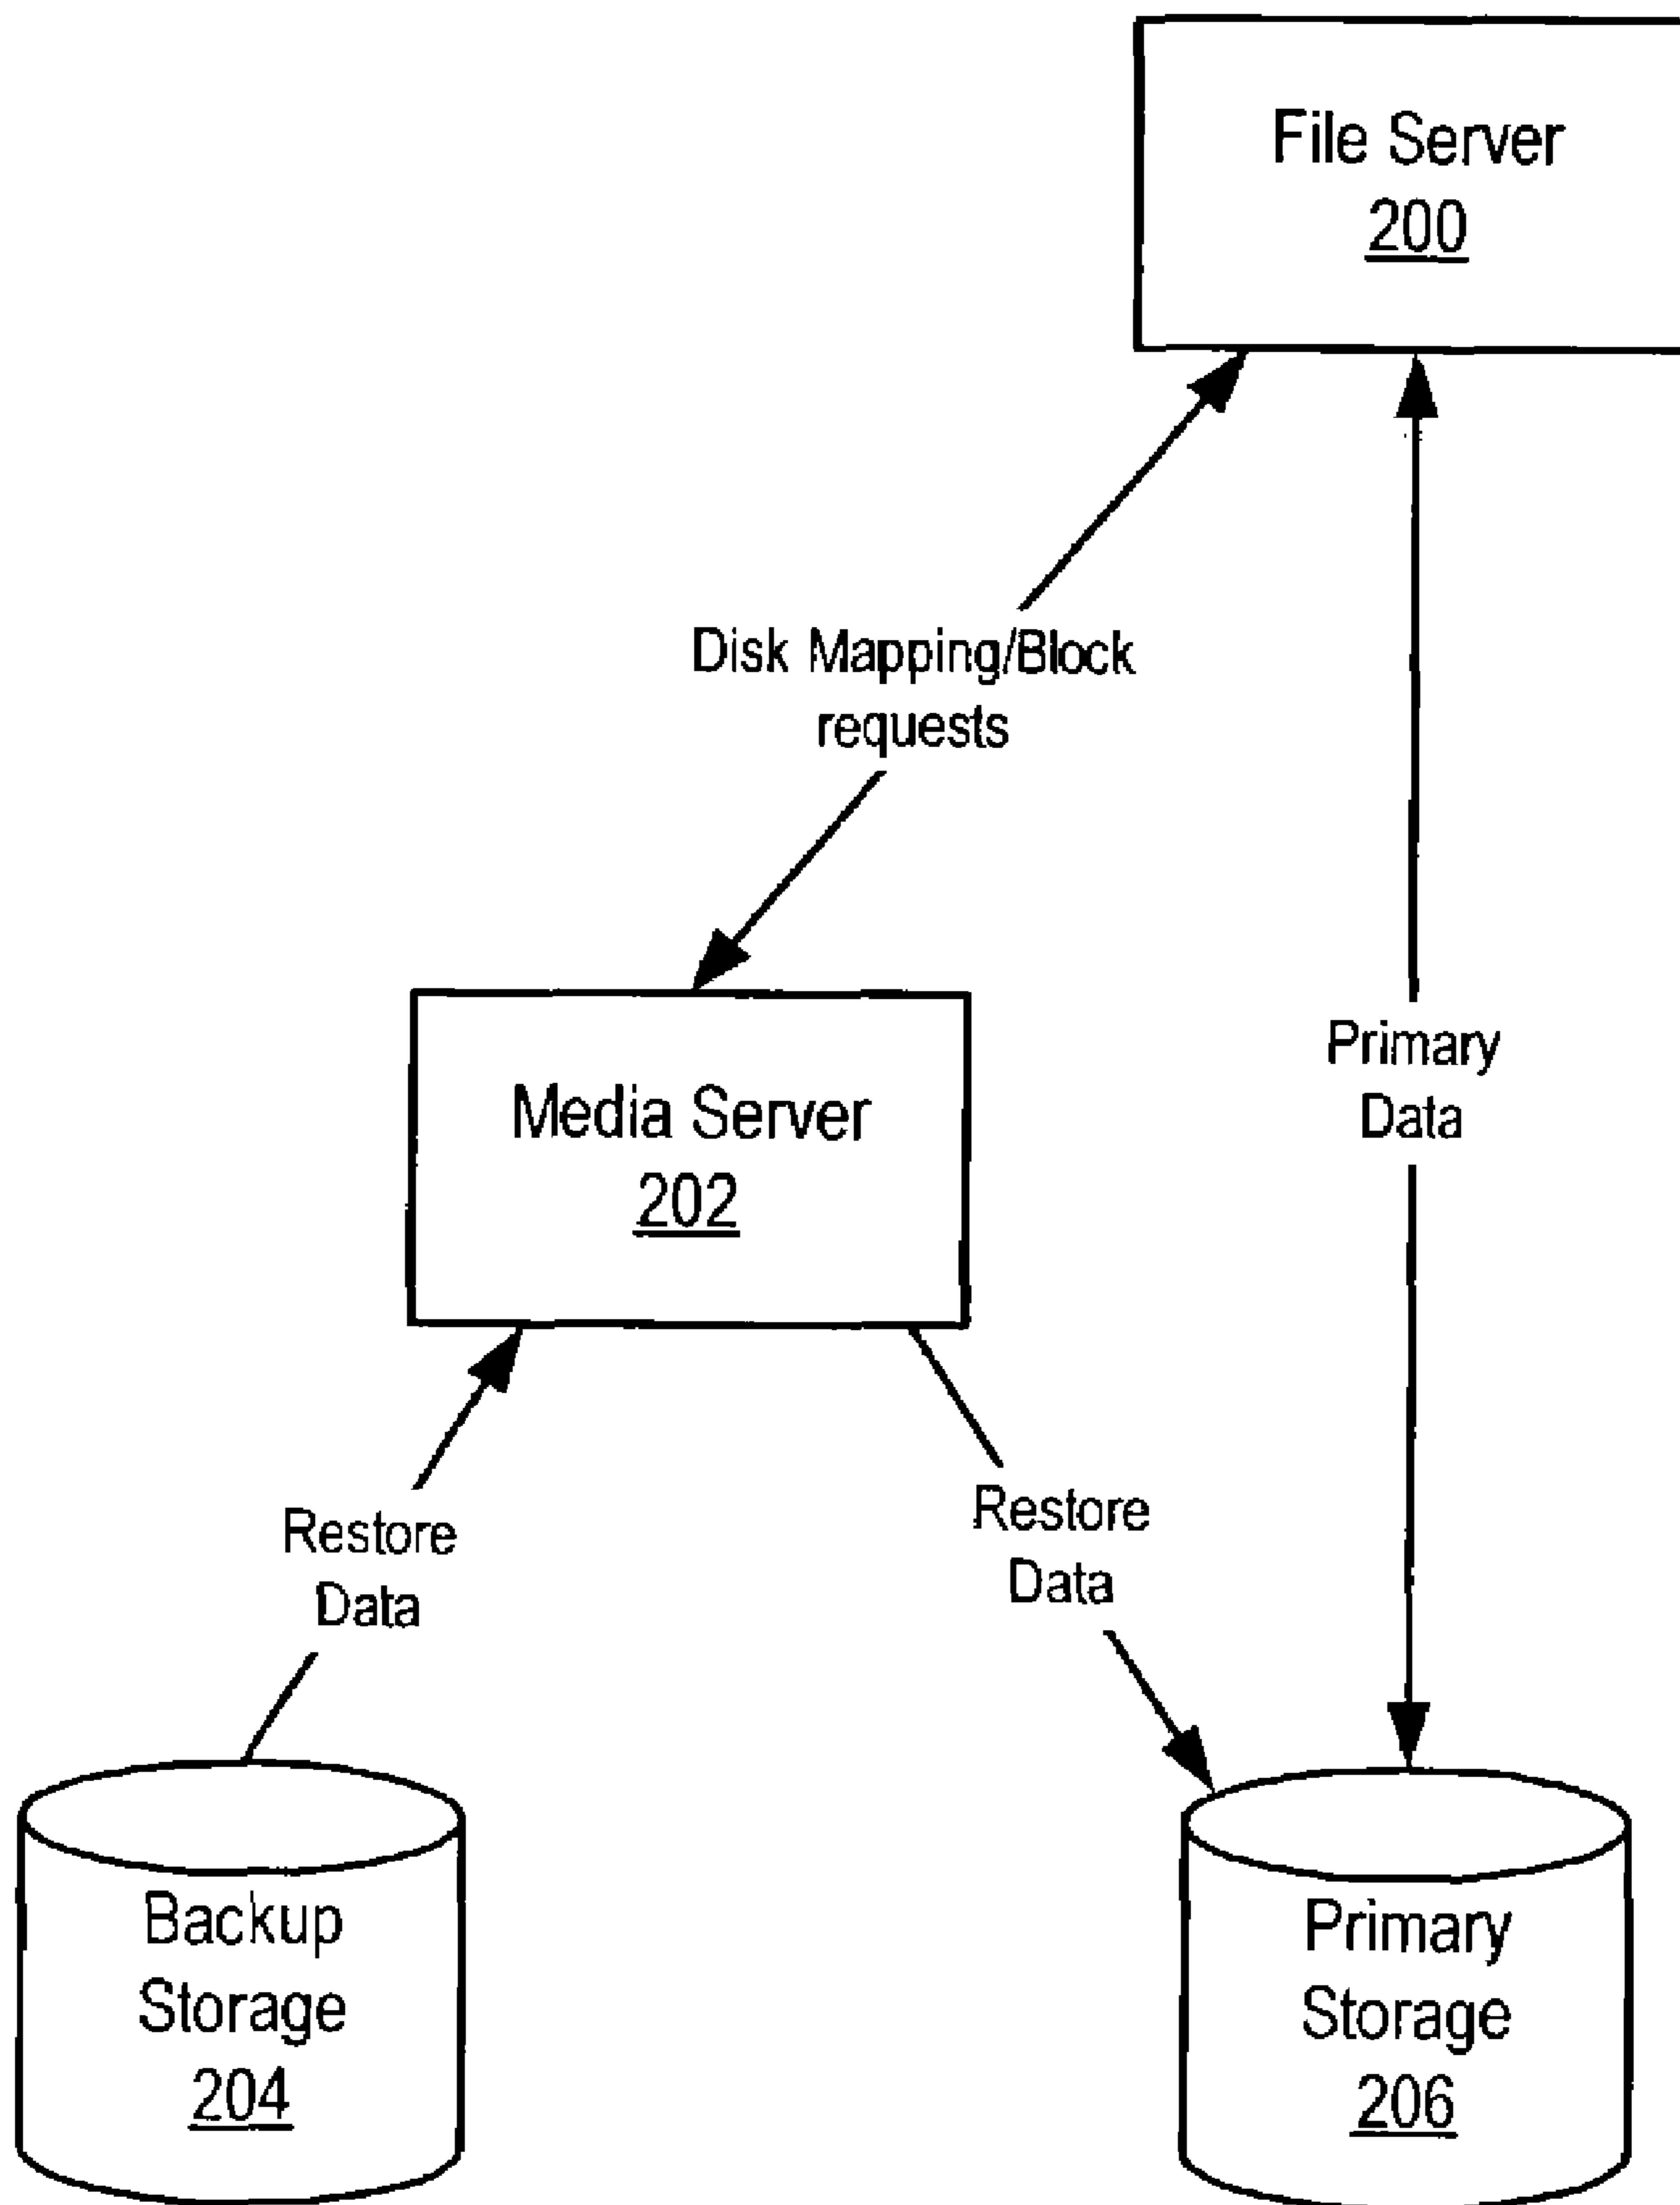 File Server
200
Disk Mapping/Block
requests
Primary
Data
Media Server
202
Restore
Data
Restore
Data
Backup
Storage
204
Primary
Storage
206